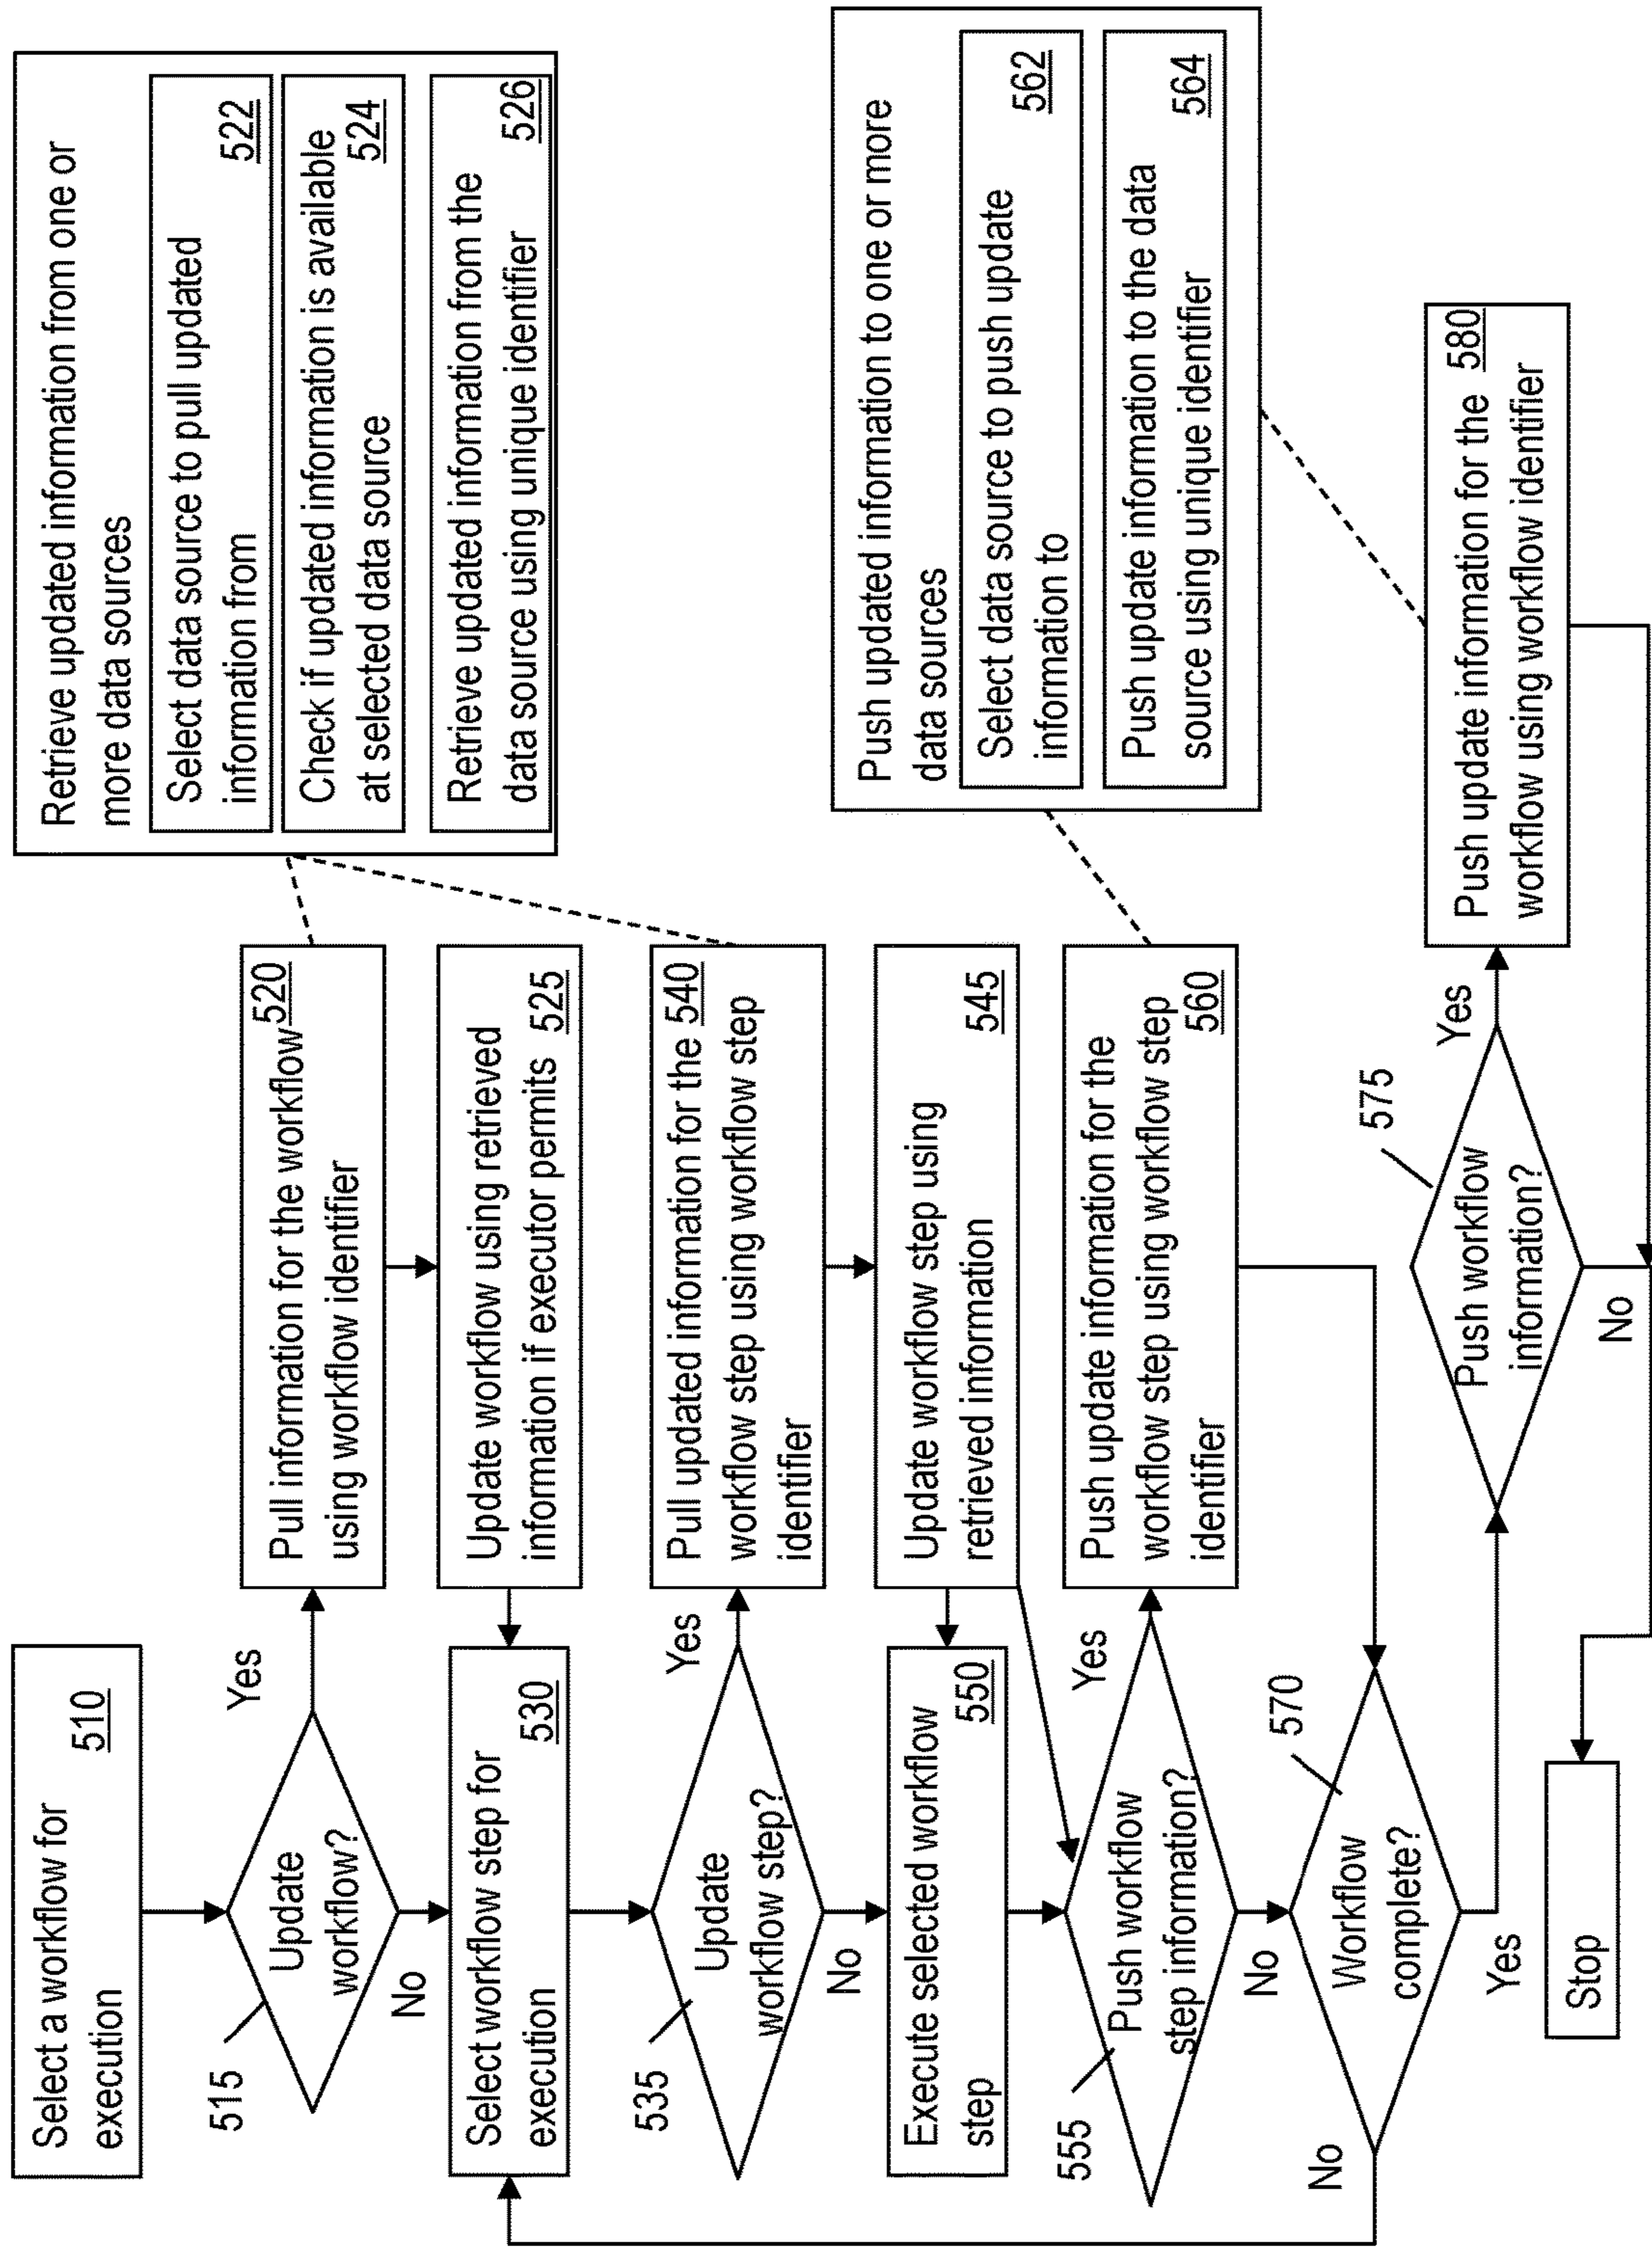 Select a workflow for
execution
510
515
Update
workflow?
Yes
No
Pull information for the workflow
using workflow identifier
520
Update workflow using retrieved
information if executor permits
525
Retrieve updated information from one or
more data sources
Select data source to pull updated
information from
522
Check if updated information is available
at selected data source
524
Retrieve updated information from the
data source using unique identifier
526
Select workflow step for
execution
530
535
Update
workflow step?
Yes
No
Pull updated information for the
workflow step using workflow step
identifier
540
Update workflow step using
retrieved information
545
Execute selected workflow
step
550
555
Push workflow
step information?
Yes
No
Push update information for the
workflow step using workflow step
identifier
560
Push updated information to one or more
data sources
Select data source to push update
information to
562
Push update information to the data
source using unique identifier
564
570
Workflow
complete?
No
Yes
575
Push workflow
information?
Yes
No
Push update information for the
workflow using workflow identifier
580
Stop